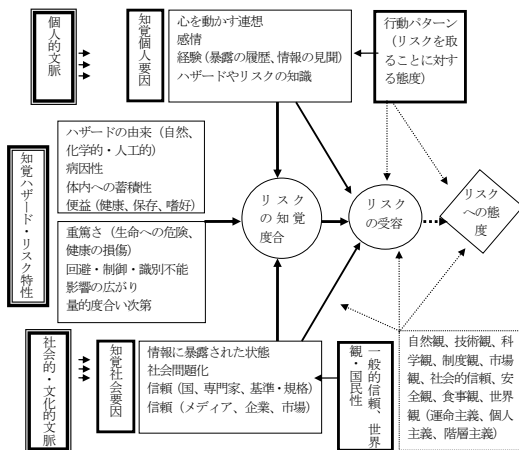 個人的文脈
知覚個人要因
心を動かす連想
感情
経験（暴露の履歴、情報の見聞）
ハザードやリスクの知識
行動パターン
（リスクを取
ることに対す
る態度）
知覚ハザード・リスク特性
ハザードの由来（自然、
化学的・人工的）
病因性
体内への蓄積性
便益（健康、保存、嗜好）
重篤さ（生命への危険、
健康の損傷）
回避・制御・識別不能
影響の広がり
量的度合い次第
リスク
の知覚
度合
リスク
の受容
リスク
への態
度
社会的・文化的文脈
知覚社会要因
情報に暴露された状態
社会問題化
信頼（国、専門家、基準・規格）
信頼（メディア、企業、市場）
一般的信頼、世界
観・国民性
自然観、技術観、科
学観、制度観、市場
観、社会的信頼、安
全観、食事観、世界
観（運命主義、個人
主義、階層主義）